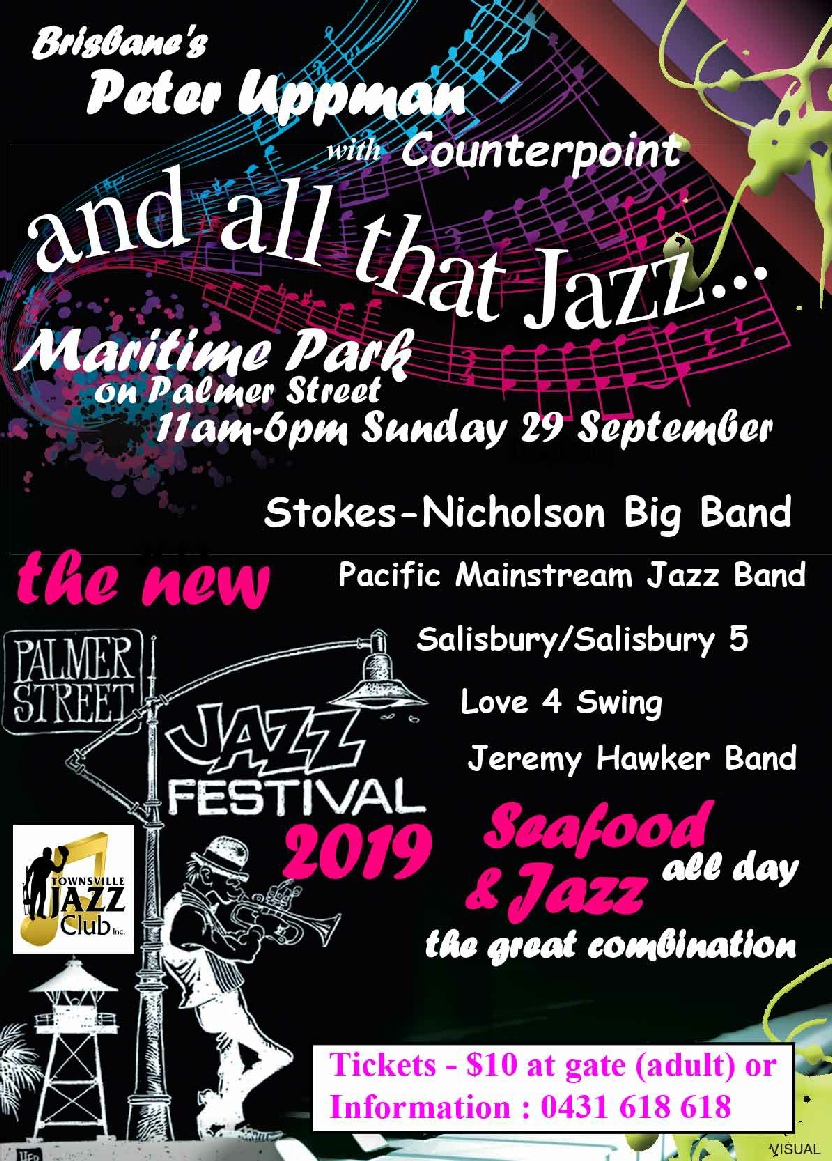 Brisbane's
Peter Uppman
with Counterpoint
and all that Jazz...
Maritime Park
on Palmer Street
11am-6pm Sunday 29 September
Stokes-Nicholson Big Band
the new
Pacific Mainstream Jazz Band
Salisbury/Salisbury 5
Love 4 Swing
Jeremy Hawker Band
PALMER
STREET
JAZZ
FESTIVAL
2019
Seafood
& Jazz all day
the great combination
TOWNSVILLE
JAZZ
Club Inc.
Tickets - $10 at gate (adult) or
Information : 0431 618 618
VISUAL